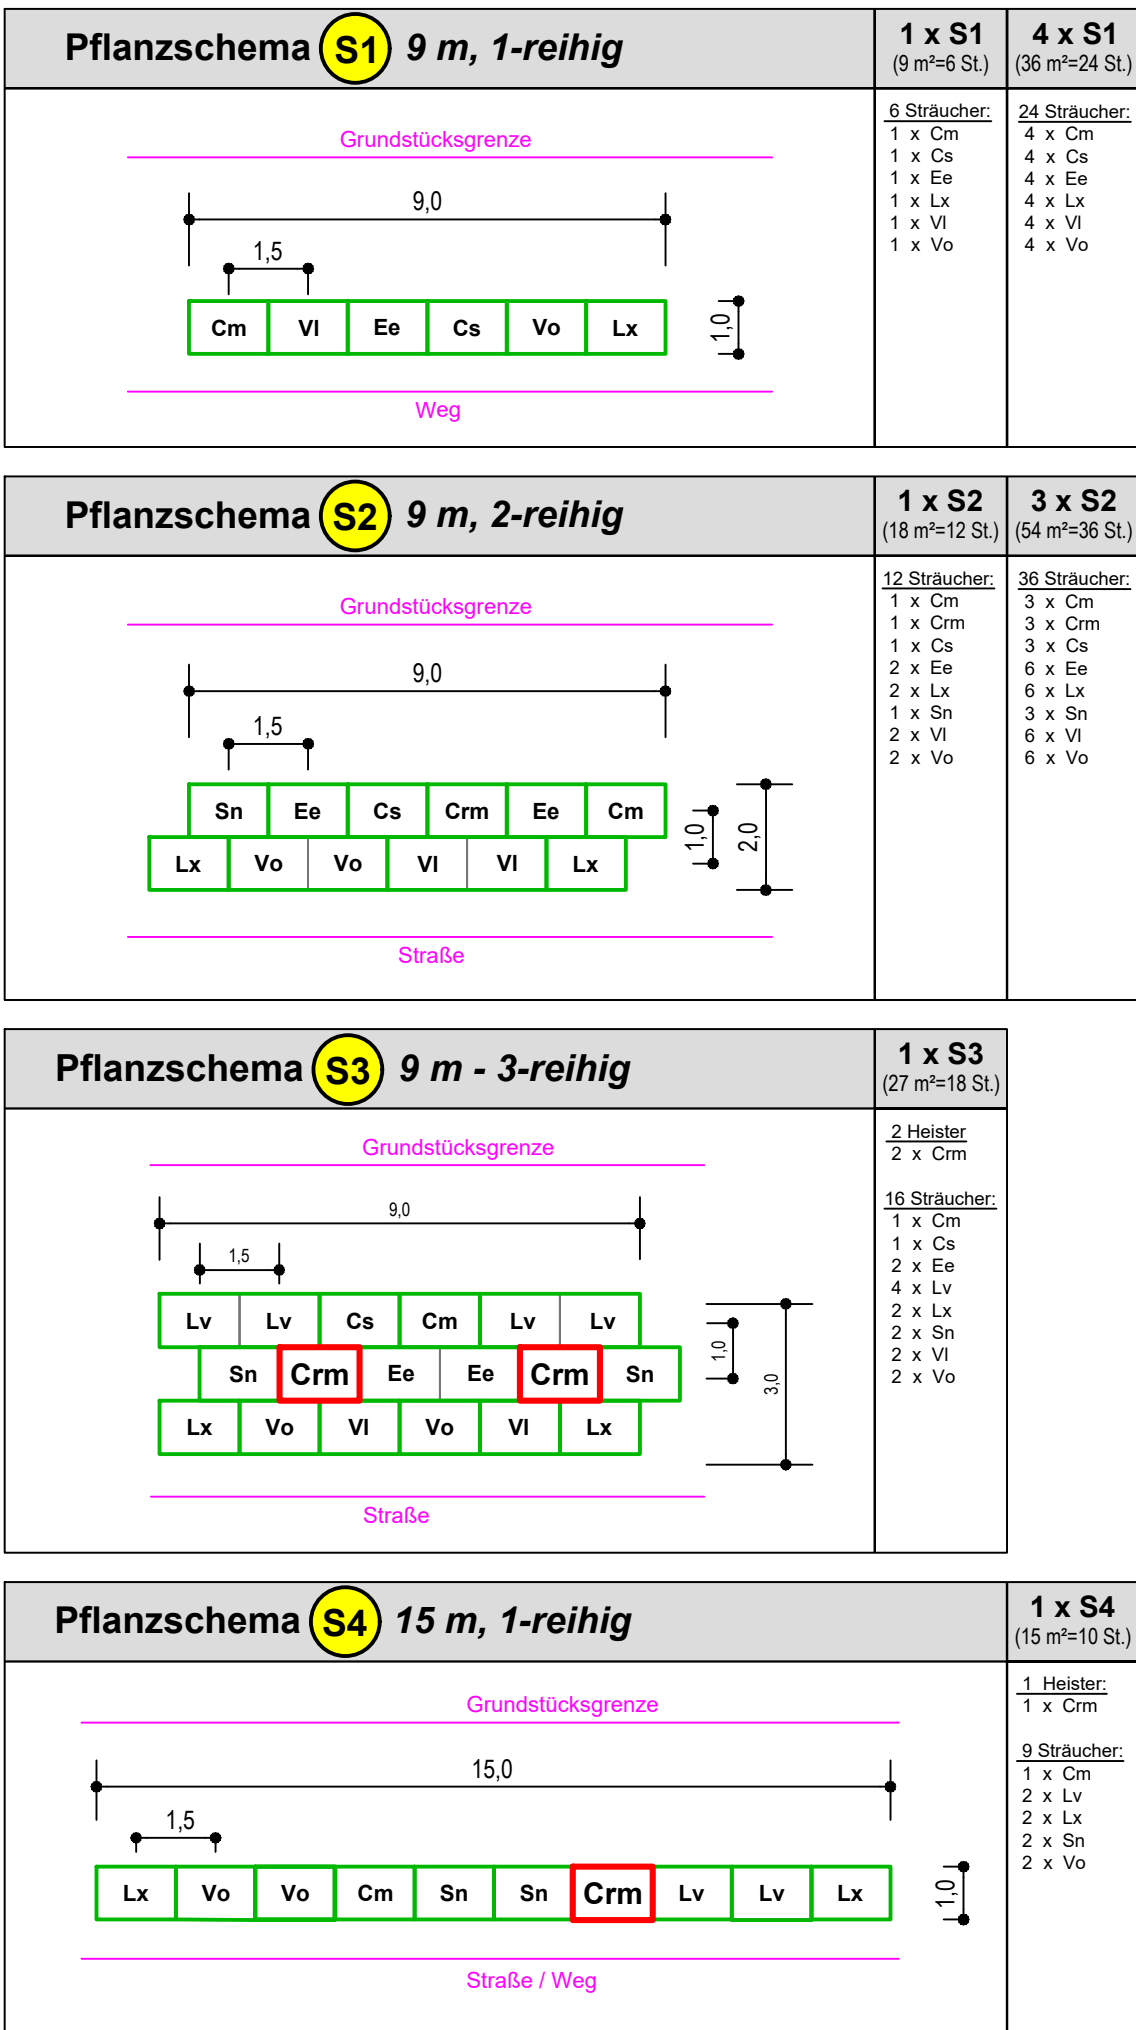 Pflanzschema S1 9 m, 1-reihig
1 x S1
(9 m²=6 St.)
4 x S1
(36 m²=24 St.)
Grundstücksgrenze
9,0
1,5
Cm Vl Ee Cs Vo Lx
1,0
Weg
6 Sträucher:
1 x Cm
1 x Cs
1 x Ee
1 x Lx
1 x Vl
1 x Vo
24 Sträucher:
4 x Cm
4 x Cs
4 x Ee
4 x Lx
4 x Vl
4 x Vo
Pflanzschema S2 9 m, 2-reihig
1 x S2
(18 m²=12 St.)
3 x S2
(54 m²=36 St.)
Grundstücksgrenze
9,0
1,5
Sn Ee Cs Crm Ee Cm
Lx Vo Vo Vl Vl Lx
1,0
2,0
Straße
12 Sträucher:
1 x Cm
1 x Crm
1 x Cs
2 x Ee
2 x Lx
1 x Sn
2 x Vl
2 x Vo
36 Sträucher:
3 x Cm
3 x Crm
3 x Cs
6 x Ee
6 x Lx
3 x Sn
6 x Vl
6 x Vo
Pflanzschema S3 9 m - 3-reihig
1 x S3
(27 m²=18 St.)
Grundstücksgrenze
9,0
1,5
Lv Lv Cs Cm Lv Lv
Sn Crm Ee Ee Crm Sn
Lx Vo Vl Vo Vl Lx
1,0
3,0
Straße
2 Heister
2 x Crm
16 Sträucher:
1 x Cm
1 x Cs
2 x Ee
4 x Lv
2 x Lx
2 x Sn
2 x Vl
2 x Vo
Pflanzschema S4 15 m, 1-reihig
1 x S4
(15 m²=10 St.)
Grundstücksgrenze
15,0
1,5
Lx Vo Vo Cm Sn Sn Crm Lv Lv Lx
1,0
Straße / Weg
1 Heister:
1 x Crm
9 Sträucher:
1 x Cm
2 x Lv
2 x Lx
2 x Sn
2 x Vo